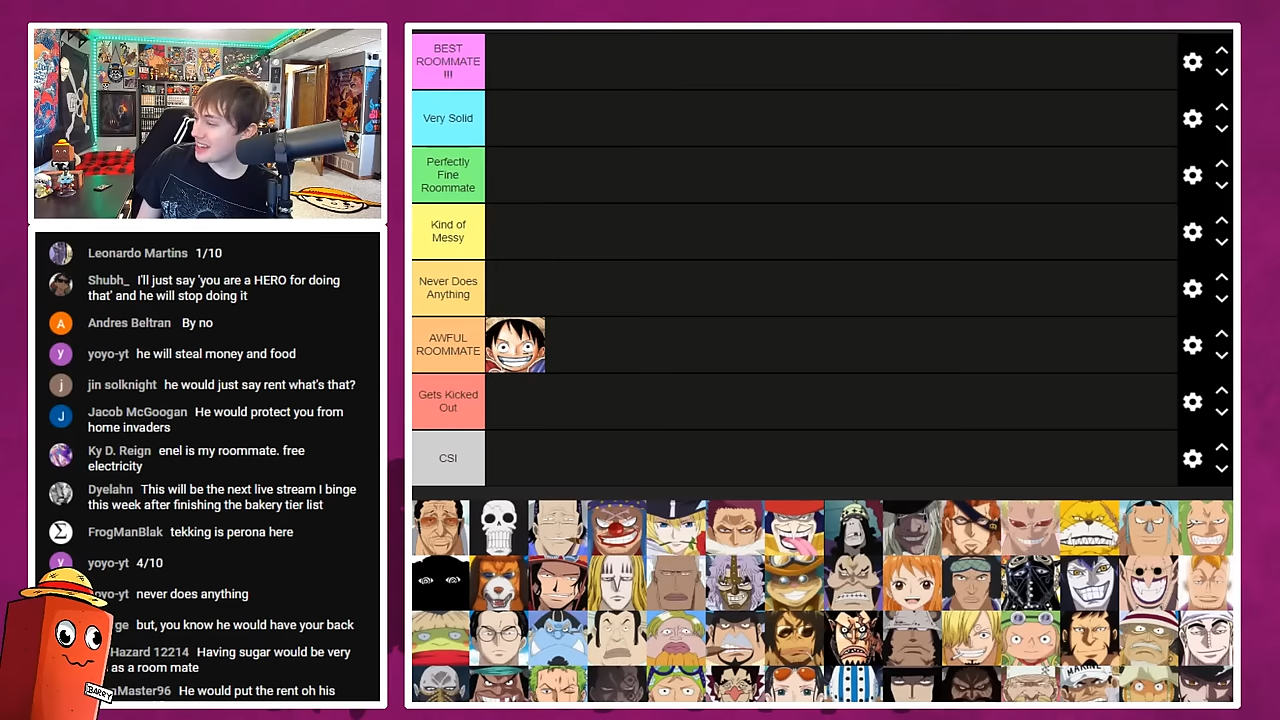 Leonardo Martins 1/10
Shubh_ I'll just say 'you are a HERO for doing
that' and he will stop doing it
Andres Beltran By no
yoyo-yt he will steal money and food
jin solknight he would just say rent what's that?
Jacob McGoogan He would protect you from
home invaders
Ky D. Reign enel is my roommate. free
electricity
Dyelahn This will be the next live stream I binge
this week after finishing the bakery tier list
FrogManBlak tekking is perona here
yoyo-yt 4/10
oyo-yt never does anything
ge but, you know he would have your back
Hazard 12214 Having sugar would be very
as a room mate
nMaster96 He would put the rent oh his
BARRY
BEST
ROOMMATE
!!!
Very Solid
Perfectly
Fine
Roommate
Kind of
Messy
Never Does
Anything
AWFUL
ROOMMATE
Gets Kicked
Out
CSI
A
y
j
J
Σ
MARINE